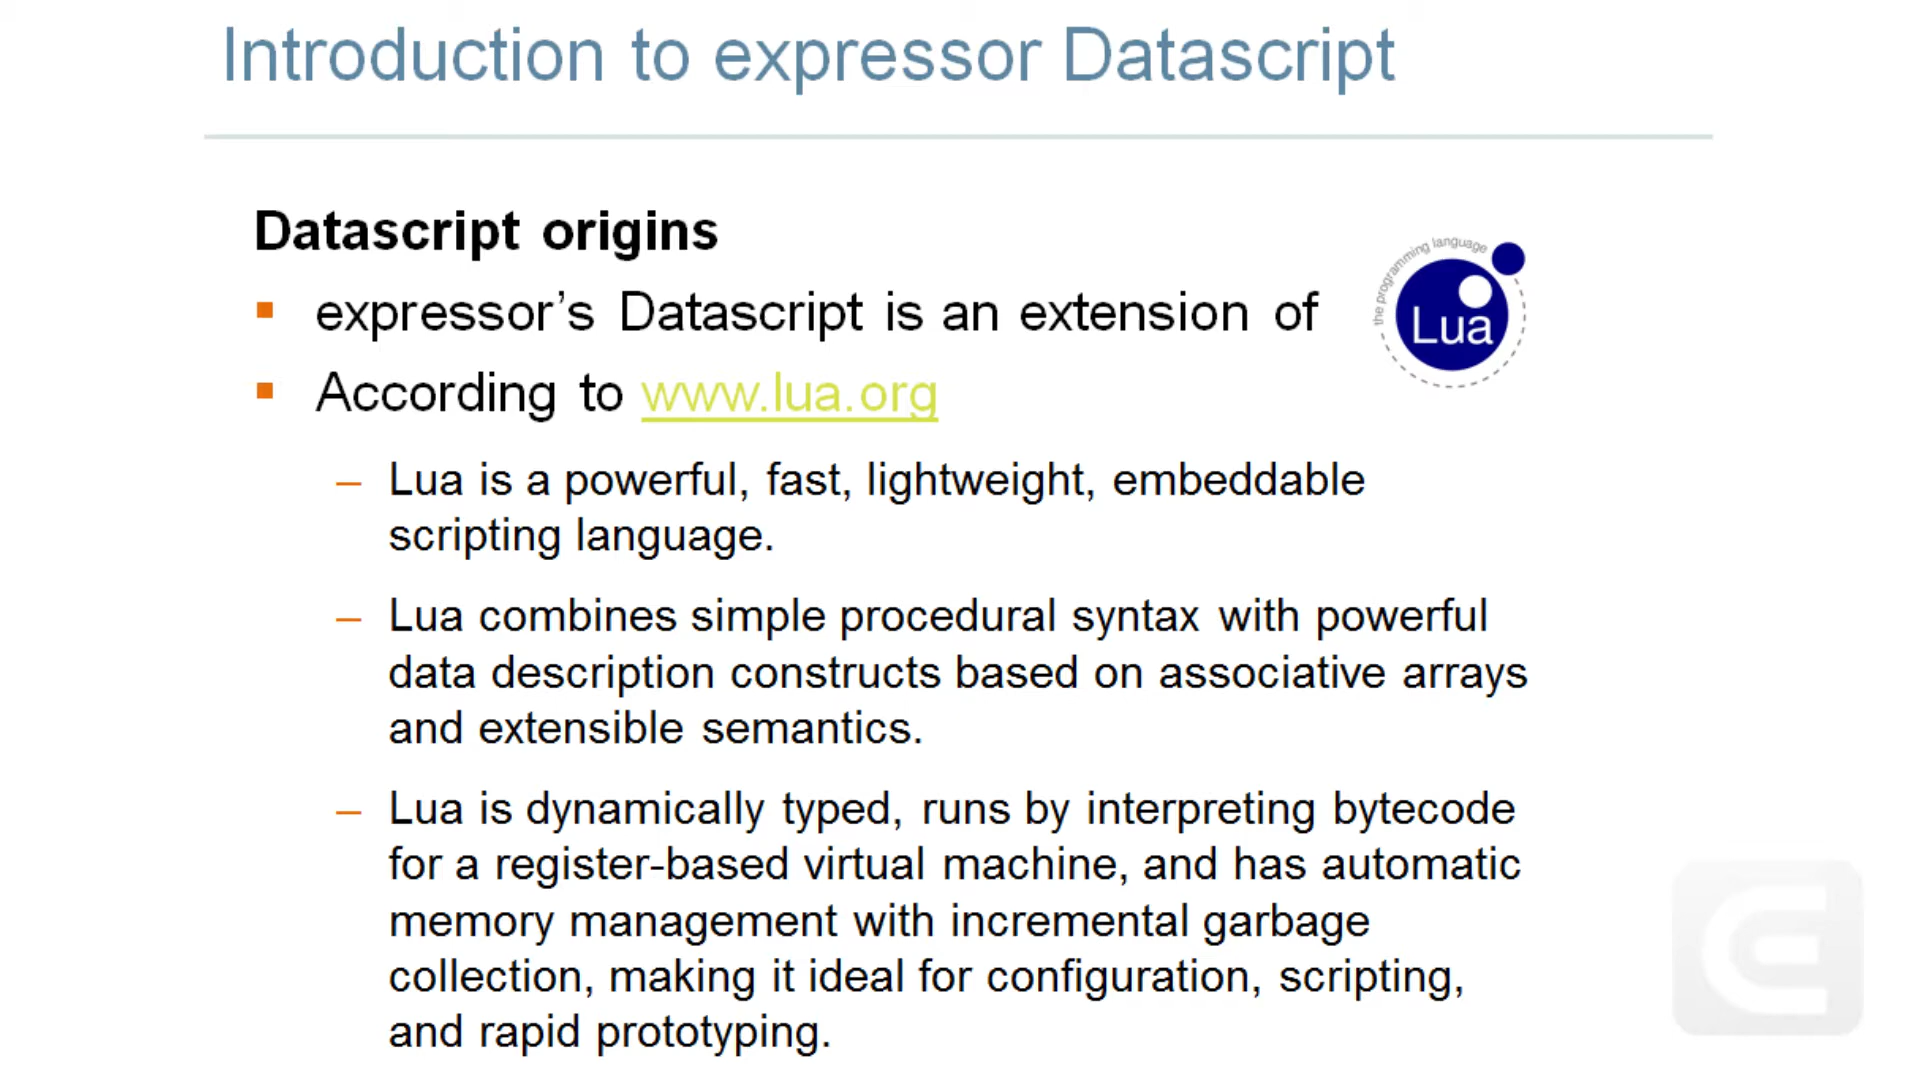 Introduction to expressor Datascript
Datascript origins
expressor's Datascript is an extension of
the programming language
Lua
According to www.lua.org
– Lua is a powerful, fast, lightweight, embeddable
scripting language.
– Lua combines simple procedural syntax with powerful
data description constructs based on associative arrays
and extensible semantics.
– Lua is dynamically typed, runs by interpreting bytecode
for a register-based virtual machine, and has automatic
memory management with incremental garbage
collection, making it ideal for configuration, scripting,
and rapid prototyping.